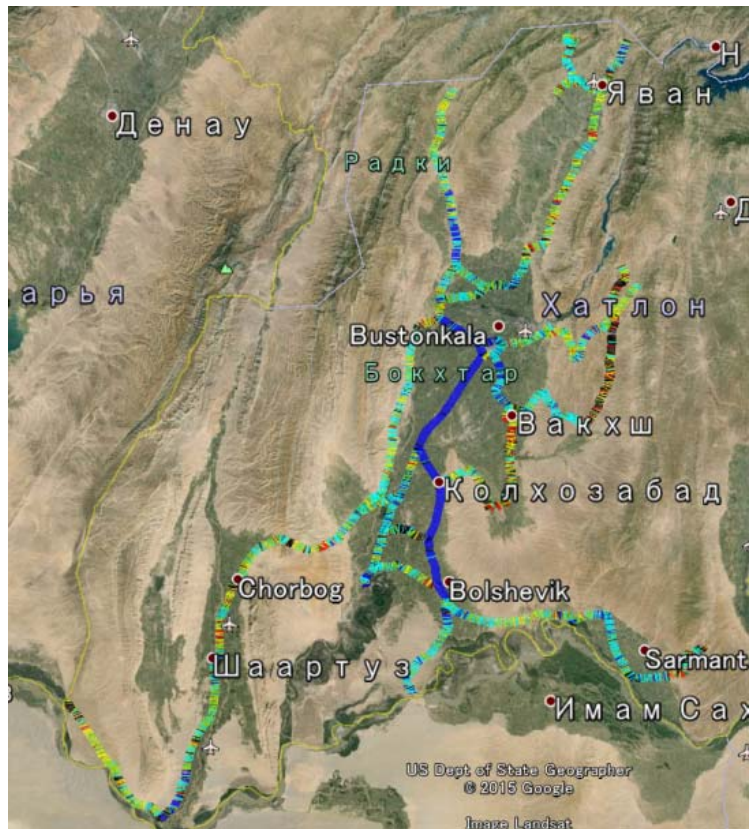 Н
Яван
Денау
Радки
Д
арья
Хатлон
Bustonkala
Бокхтар
Вакхш
Колхозабад
Chorbog
Bolshevik
Шаартуз
Sarmant
з
Имам Сах
US Dept of State Geographer
© 2015 Google
Image Landsat